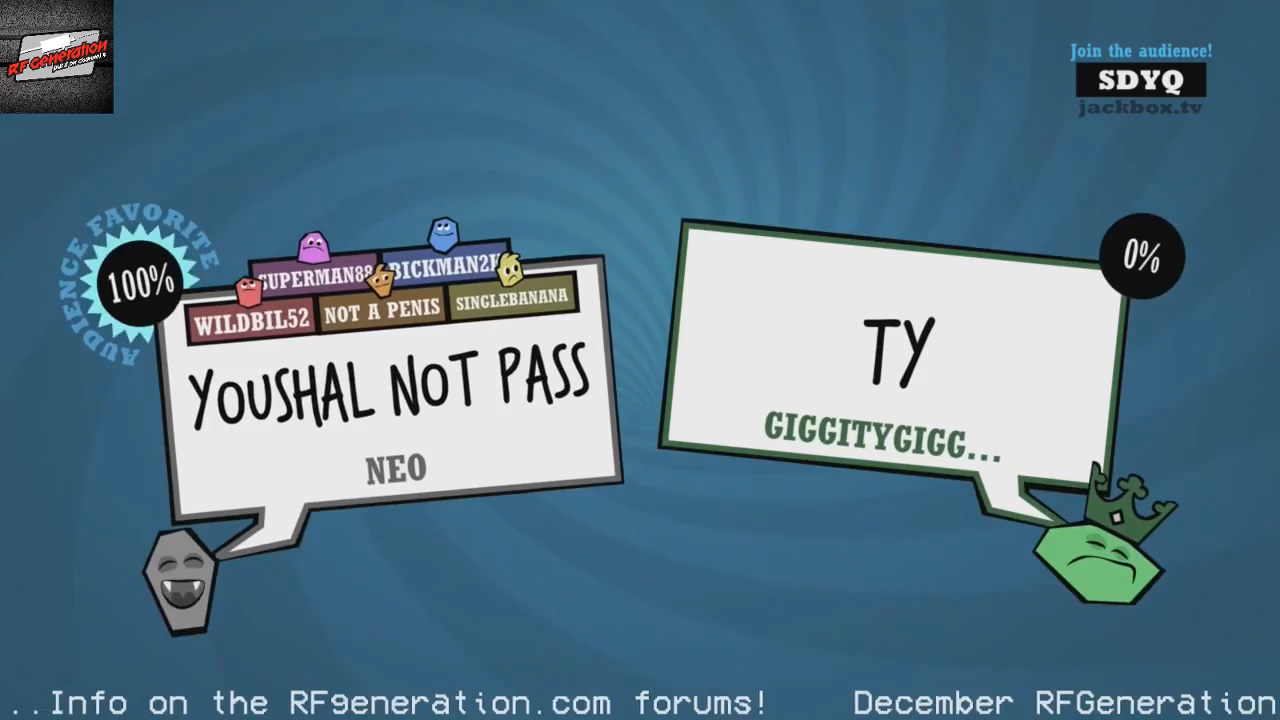 RF Generation
Join the audience!
SDYQ
jackbox.tv
AUDIENCE FAVORITE
100%
SUPERMAN88
BICKMAN2K
WILDBIL52
NOT A PENIS
SINGLEBANANA
YOUSHAL NOT PASS
NEO
0%
TY
GIGGITYGIGG...
..Info on the RFgeneration.com forums! December RFGeneration